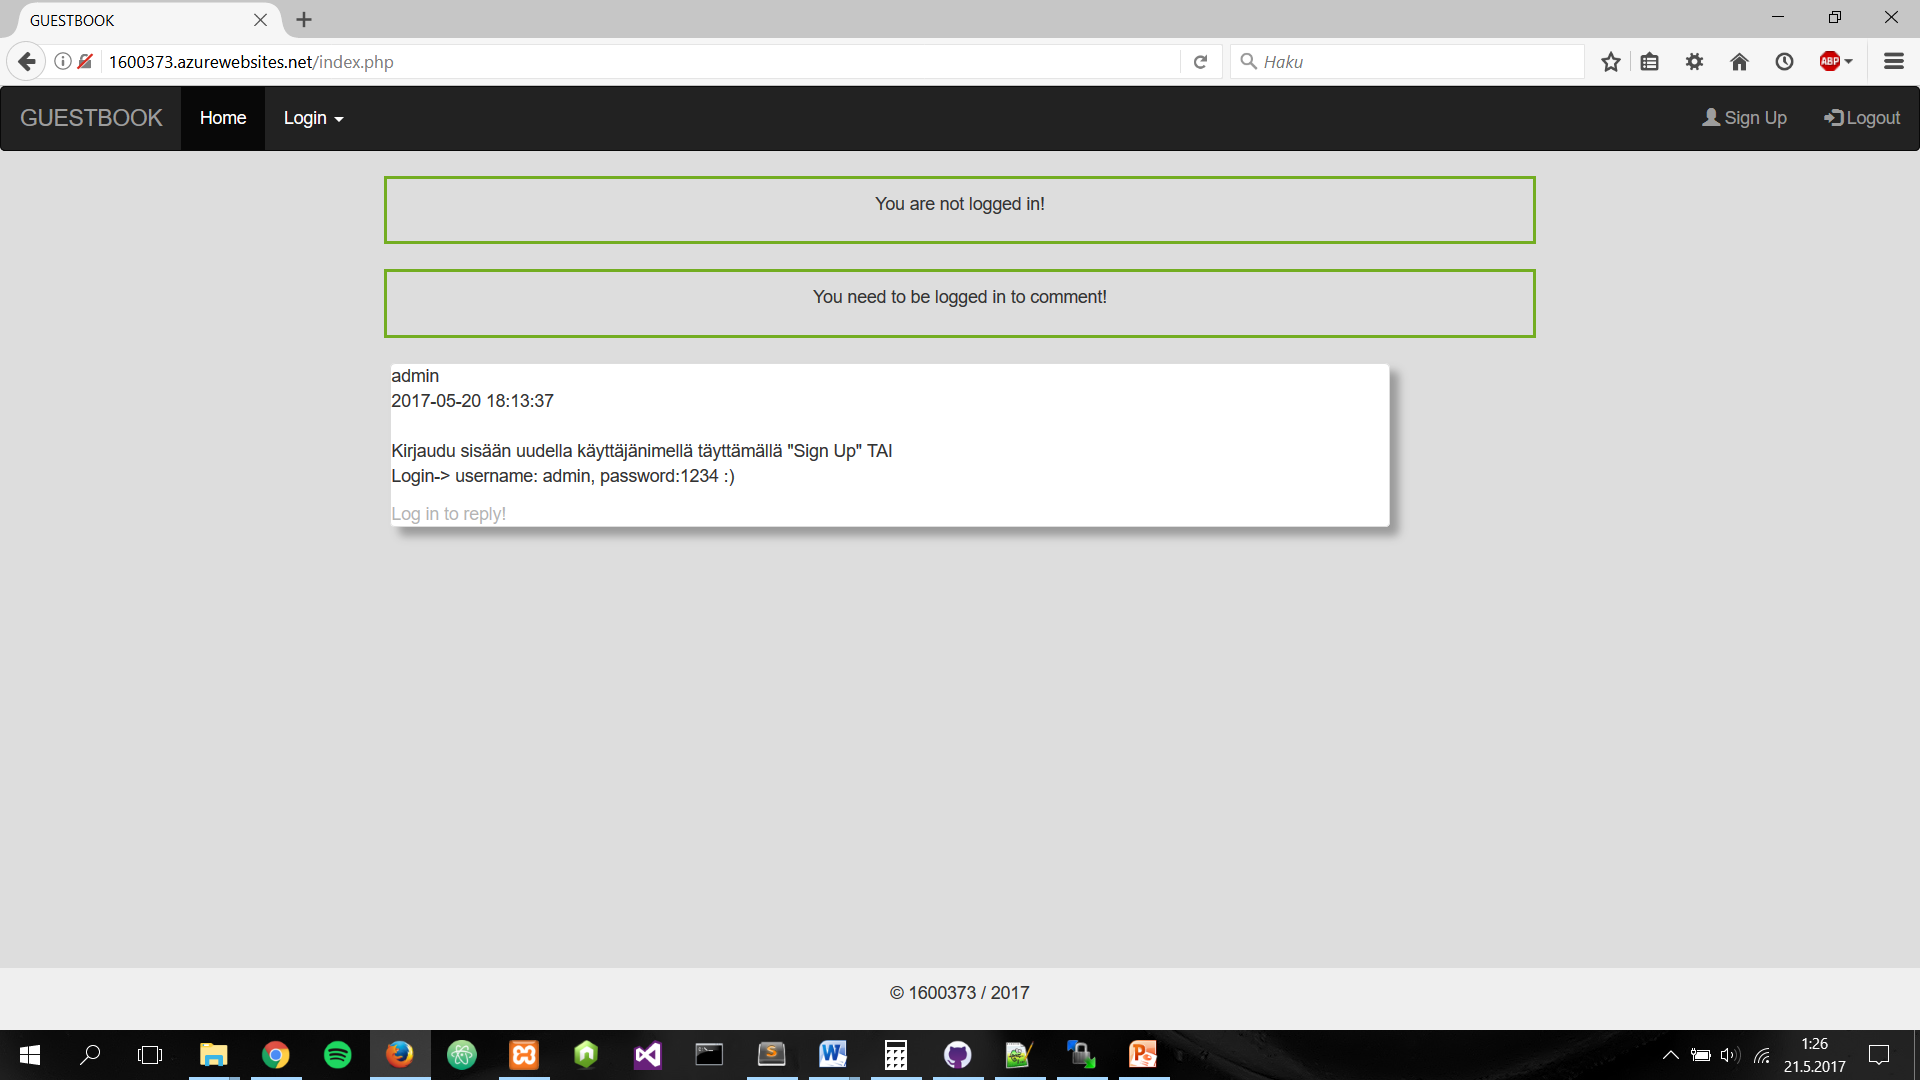 GUESTBOOK
1600373.azurewebsites.net/index.php
Haku
ABP
GUESTBOOK
Home
Login
Sign Up
Logout
You are not logged in!
You need to be logged in to comment!
admin
2017-05-20 18:13:37
Kirjaudu sisään uudella käyttäjänimellä täyttämällä "Sign Up" TAI
Login-> username: admin, password:1234 :)
Log in to reply!
© 1600373 / 2017
1:26
21.5.2017